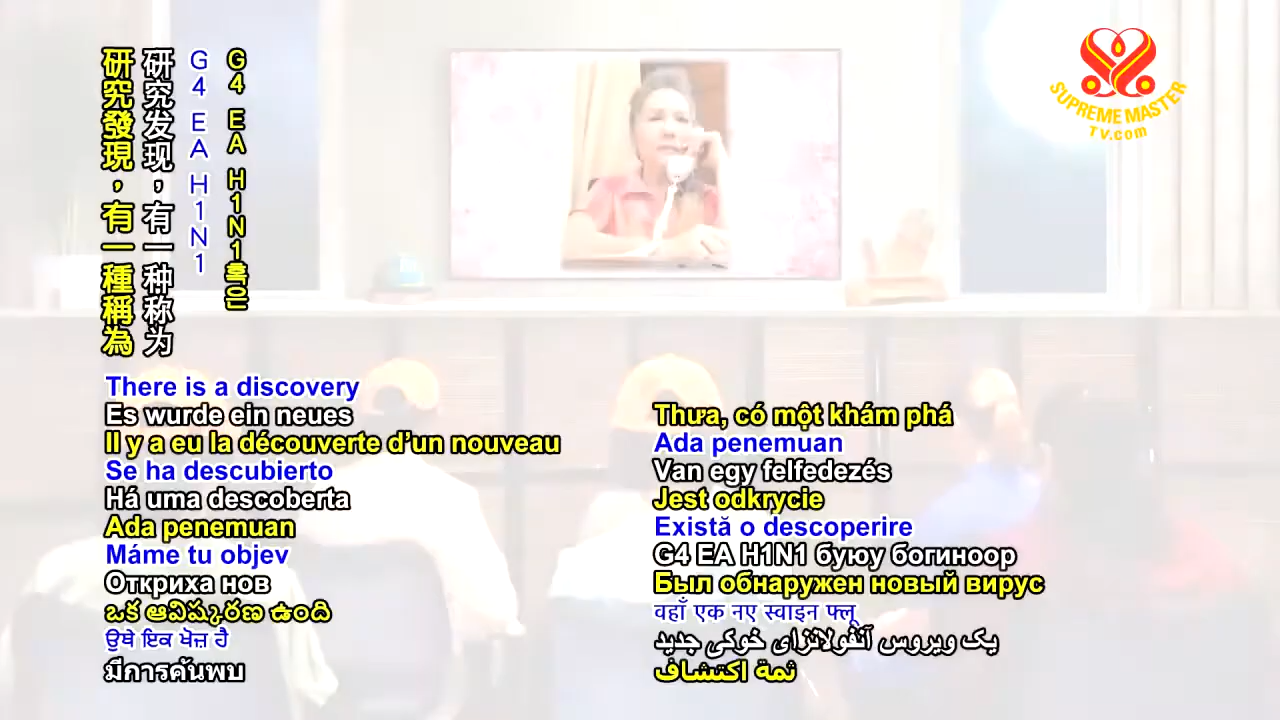 研究發現，有一種稱為
研究发现，有一种称为
G4 EA H1N1
G4 EA H1N1혹은
SUPREME MASTER
TV.com
There is a discovery
Es wurde ein neues
Il y a eu la découverte d’un nouveau
Se ha descubierto
Há uma descoberta
Ada penemuan
Máme tu objev
Откриха нов
ఒక ఆవిష్కరణ ఉంది
ਉਥੇ ਇਕ ਖੋਜ਼ ਹੈ
มีการค้นพบ
Thưa, có một khám phá
Ada penemuan
Van egy felfedezés
Jest odkrycie
Există o descoperire
G4 EA H1N1 буюу богиноор
Был обнаружен новый вирус
वहाँ एक नए स्वाइन फ्लू
یک ویروس آنفولانزای خوکی جدید
ثمة اكتشاف